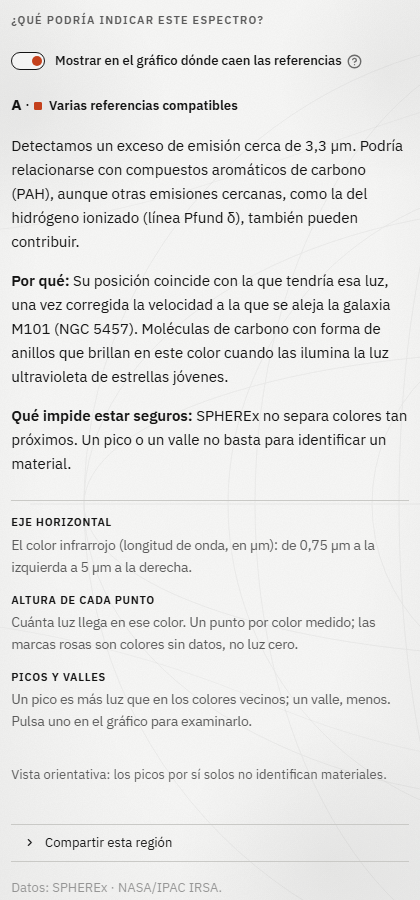 ¿QUÉ PODRÍA INDICAR ESTE ESPECTRO?
Mostrar en el gráfico dónde caen las referencias ?
A · Varias referencias compatibles
Detectamos un exceso de emisión cerca de 3,3 µm. Podría
relacionarse con compuestos aromáticos de carbono
(PAH), aunque otras emisiones cercanas, como la del
hidrógeno ionizado (línea Pfund δ), también pueden
contribuir.
Por qué: Su posición coincide con la que tendría esa luz,
una vez corregida la velocidad a la que se aleja la galaxia
M101 (NGC 5457). Moléculas de carbono con forma de
anillos que brillan en este color cuando las ilumina la luz
ultravioleta de estrellas jóvenes.
Qué impide estar seguros: SPHEREx no separa colores tan
próximos. Un pico o un valle no basta para identificar un
material.
EJE HORIZONTAL
El color infrarrojo (longitud de onda, en µm): de 0,75 µm a la
izquierda a 5 µm a la derecha.
ALTURA DE CADA PUNTO
Cuánta luz llega en ese color. Un punto por color medido; las
marcas rosas son colores sin datos, no luz cero.
PICOS Y VALLES
Un pico es más luz que en los colores vecinos; un valle, menos.
Pulsa uno en el gráfico para examinarlo.
Vista orientativa: los picos por sí solos no identifican materiales.
› Compartir esta región
Datos: SPHEREx · NASA/IPAC IRSA.